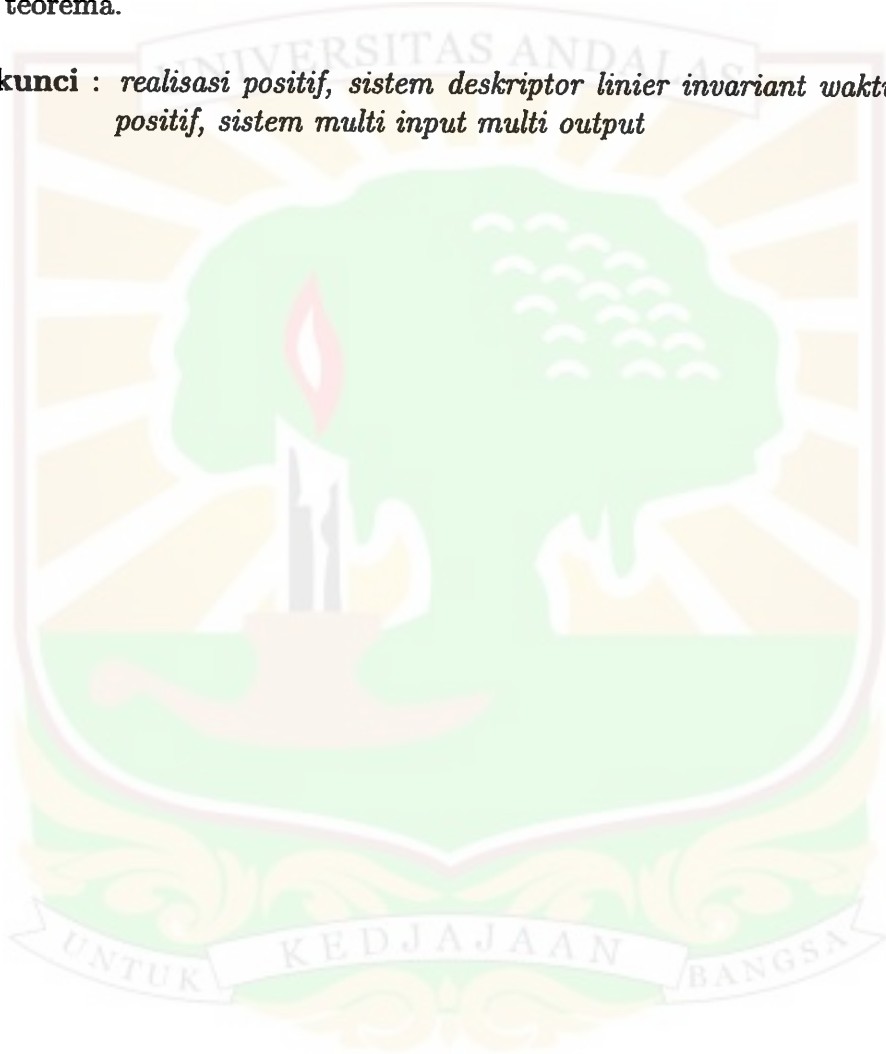 teorema.
UNIVERSITAS ANDALAS
kunci : realisasi positif, sistem deskriptor linier invariant waktu
positif, sistem multi input multi output
UNTUK KEDJAJAAN BANGSA